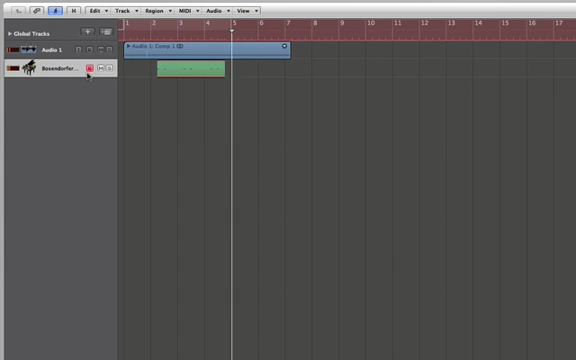 H Edit Track Region MIDI Audio View
1 2 3 4 5 6 7 8 9 10 11 12 13 14 15 16 17
Global Tracks
Audio 1 M S
Audio 1: Comp 1
Bosendorfer... R M S